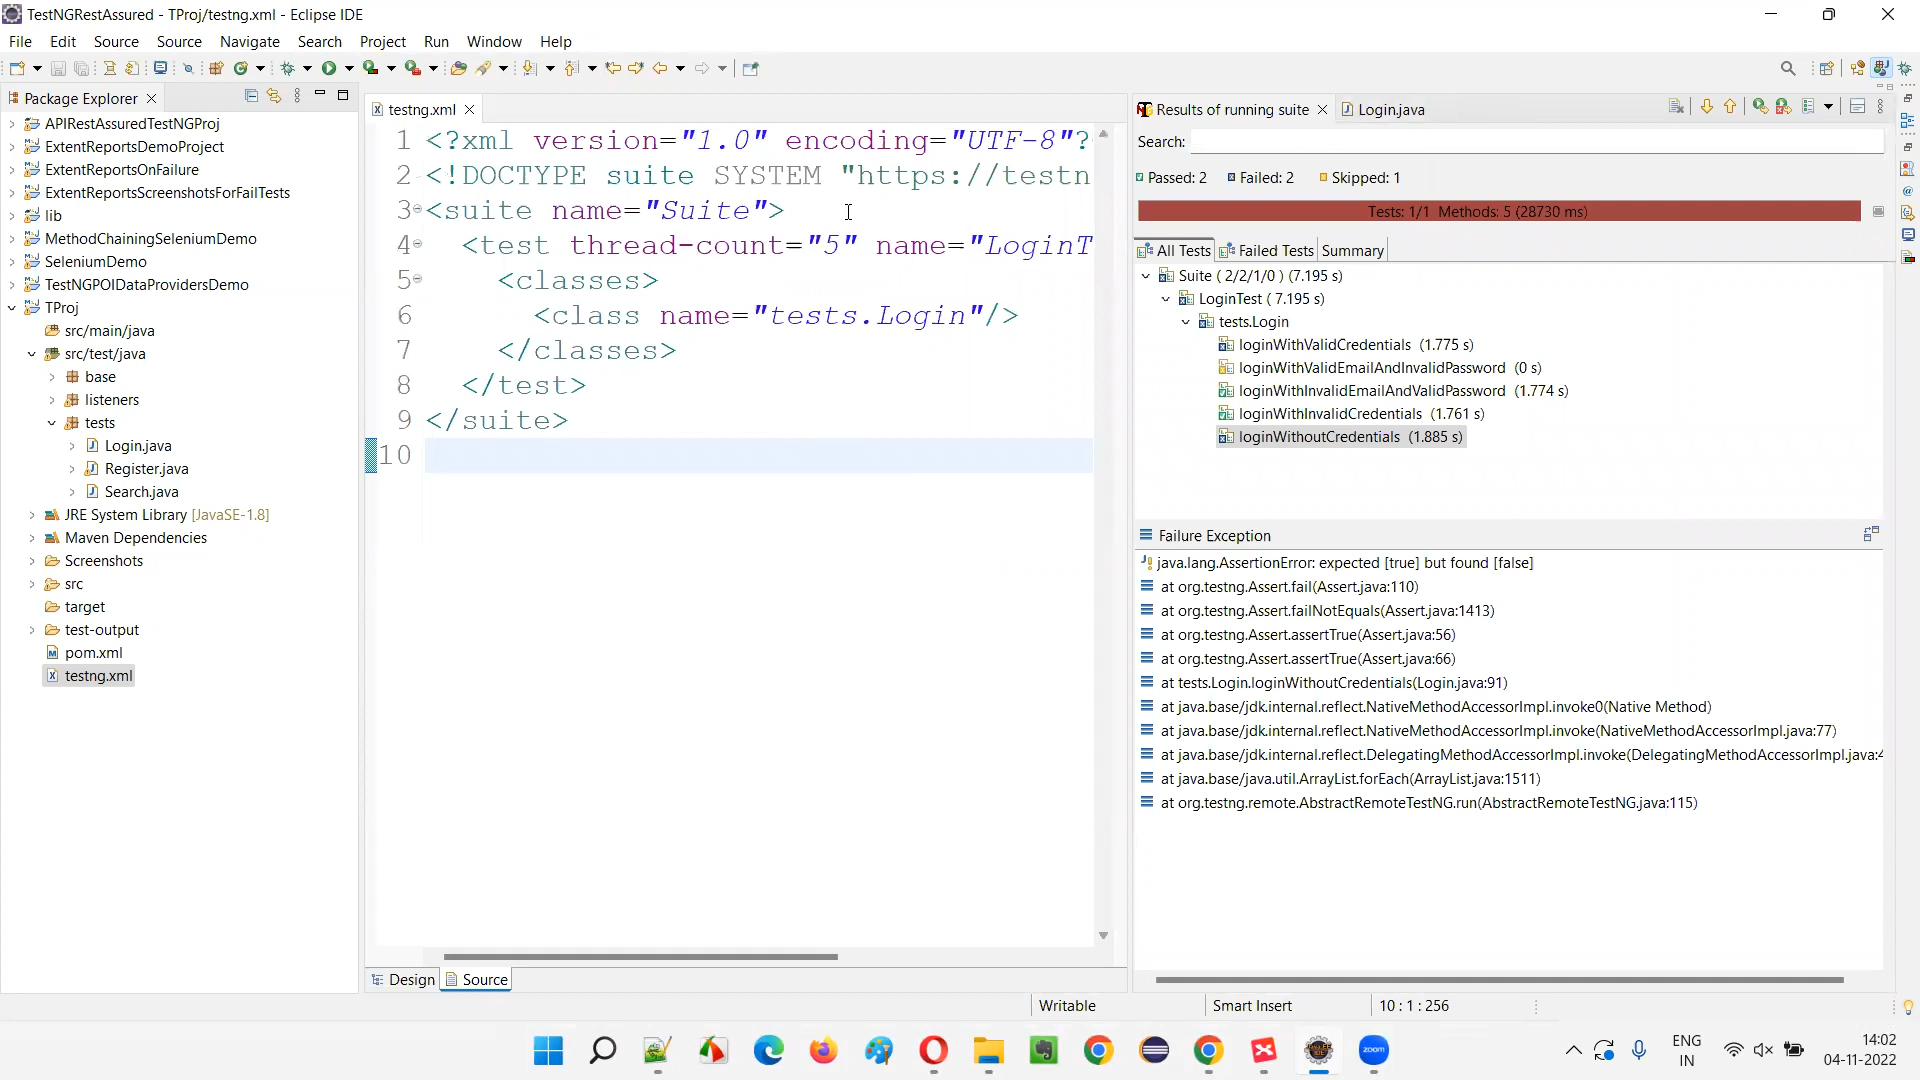 TestNGRestAssured - TProj/testng.xml - Eclipse IDE
File Edit Source Source Navigate Search Project Run Window Help
Package Explorer
APIRestAssuredTestNGProj
ExtentReportsDemoProject
ExtentReportsOnFailure
ExtentReportsScreenshotsForFailTests
lib
MethodChainingSeleniumDemo
SeleniumDemo
TestNGPOIDataProvidersDemo
TProj
src/main/java
src/test/java
base
listeners
tests
Login.java
Register.java
Search.java
JRE System Library [JavaSE-1.8]
Maven Dependencies
Screenshots
src
target
test-output
pom.xml
testng.xml
testng.xml
1 <?xml version="1.0" encoding="UTF-8"?
2 <!DOCTYPE suite SYSTEM "https://testn
3 <suite name="Suite">
4 <test thread-count="5" name="LoginT
5 <classes>
6 <class name="tests.Login"/>
7 </classes>
8 </test>
9 </suite>
10
Design Source
Results of running suite Login.java
Search:
Passed: 2 Failed: 2 Skipped: 1
Tests: 1/1 Methods: 5 (28730 ms)
All Tests Failed Tests Summary
Suite ( 2/2/1/0 ) (7.195 s)
LoginTest ( 7.195 s)
tests.Login
loginWithValidCredentials (1.775 s)
loginWithValidEmailAndInvalidPassword (0 s)
loginWithInvalidEmailAndValidPassword (1.774 s)
loginWithInvalidCredentials (1.761 s)
loginWithoutCredentials (1.885 s)
Failure Exception
java.lang.AssertionError: expected [true] but found [false]
at org.testng.Assert.fail(Assert.java:110)
at org.testng.Assert.failNotEquals(Assert.java:1413)
at org.testng.Assert.assertTrue(Assert.java:56)
at org.testng.Assert.assertTrue(Assert.java:66)
at tests.Login.loginWithoutCredentials(Login.java:91)
at java.base/jdk.internal.reflect.NativeMethodAccessorImpl.invoke0(Native Method)
at java.base/jdk.internal.reflect.NativeMethodAccessorImpl.invoke(NativeMethodAccessorImpl.java:77)
at java.base/jdk.internal.reflect.DelegatingMethodAccessorImpl.invoke(DelegatingMethodAccessorImpl.java:4
at java.base/java.util.ArrayList.forEach(ArrayList.java:1511)
at org.testng.remote.AbstractRemoteTestNG.run(AbstractRemoteTestNG.java:115)
Writable Smart Insert 10 : 1 : 256
zoom
ENG
IN
14:02
04-11-2022